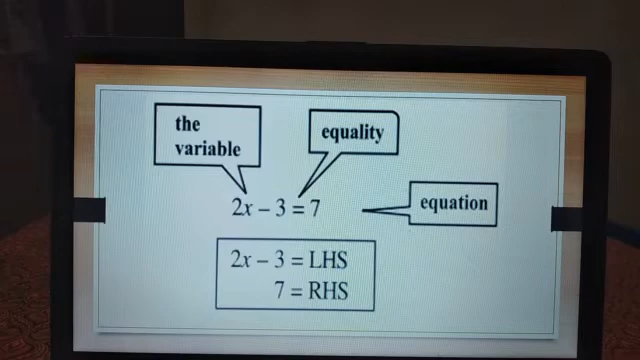 the
variable
equality
2x – 3 = 7
equation
2x – 3 = LHS
7 = RHS